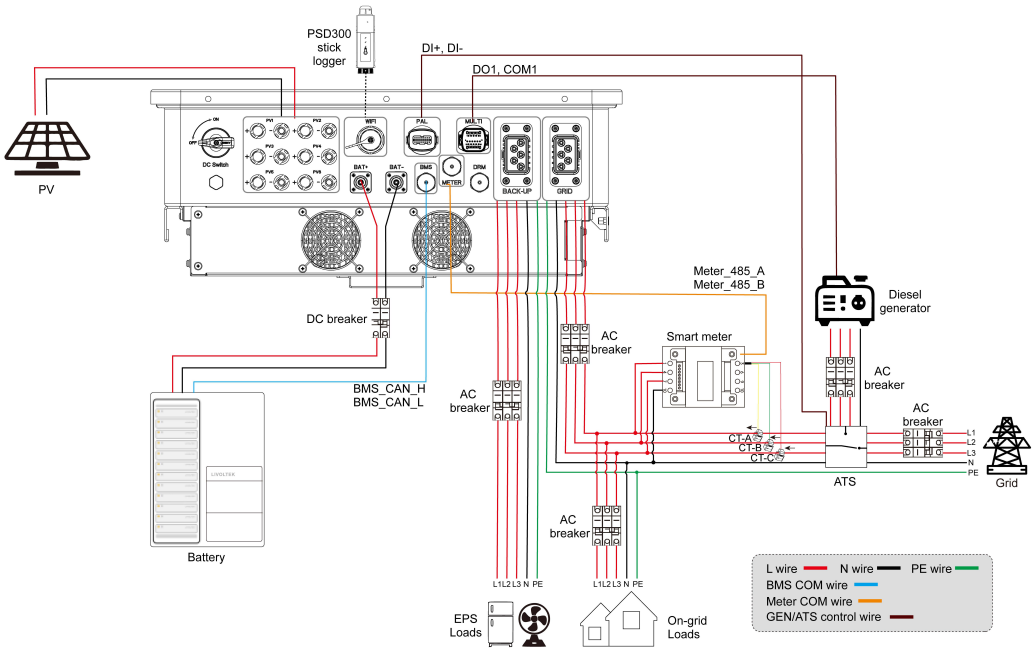 PSD300
stick
logger
DI+, DI-
DO1, COM1
PV
ON
OFF
DC Switch
PV1
PV2
PV3
PV4
PV5
WIFI
PAL
MULTI
BAT+
BAT-
BMS
METER
DRM
BACK-UP
GRID
DC breaker
BMS_CAN_H
BMS_CAN_L
LIVOLTEK
Battery
AC
breaker
AC
breaker
Meter_485_A
Meter_485_B
Smart meter
CT-A
CT-B
CT-C
Diesel
generator
AC
breaker
AC
breaker
ATS
L1
L2
L3
N
PE
Grid
AC
breaker
L1 L2 L3 N PE
EPS
Loads
L1 L2 L3 N PE
On-grid
Loads
L wire N wire PE wire
BMS COM wire
Meter COM wire
GEN/ATS control wire